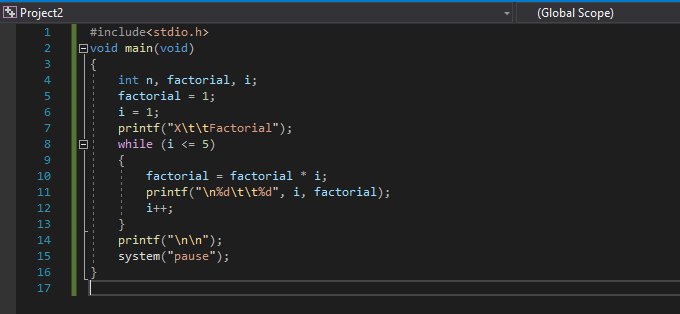 Project2 (Global Scope)
1 #include<stdio.h>
2 void main(void)
3 {
4 int n, factorial, i;
5 factorial = 1;
6 i = 1;
7 printf("X\t\tFactorial");
8 while (i <= 5)
9 {
10 factorial = factorial * i;
11 printf("\n%d\t\t%d", i, factorial);
12 i++;
13 }
14 printf("\n\n");
15 system("pause");
16 }
17